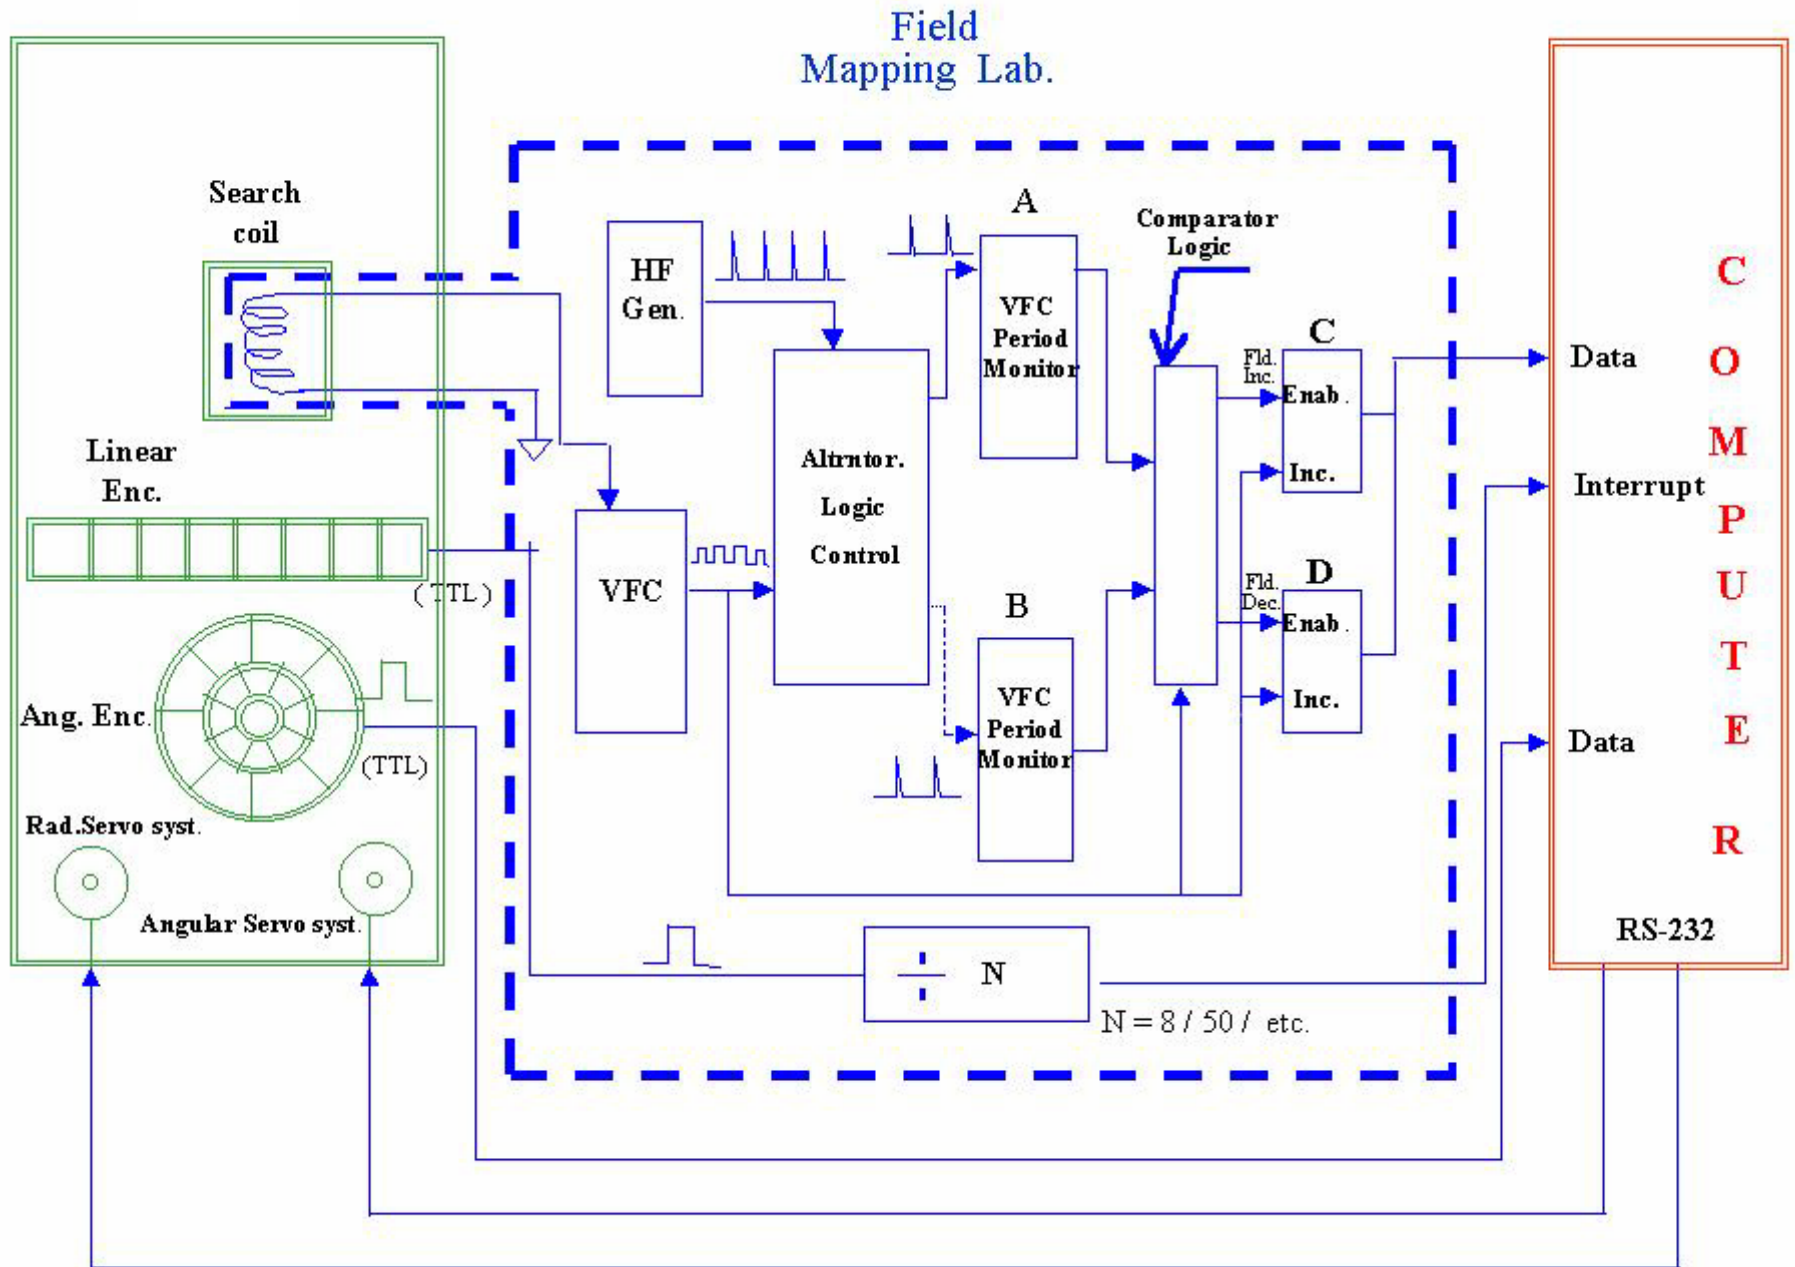 Field
Mapping Lab.
Search
coil
Linear
Enc.
( TTL )
Ang. Enc.
(TTL)
Rad.Servo syst.
Angular Servo syst.
HF
Gen.
VFC
Altrntor.
Logic
Control
A
VFC
Period
Monitor
B
VFC
Period
Monitor
Comparator
Logic
Fld.
Inc.
C
Enab.
Inc.
Fld.
Dec.
D
Enab.
Inc.
÷ N
N = 8 / 50 / etc.
Data
Interrupt
Data
RS-232
C
O
M
P
U
T
E
R